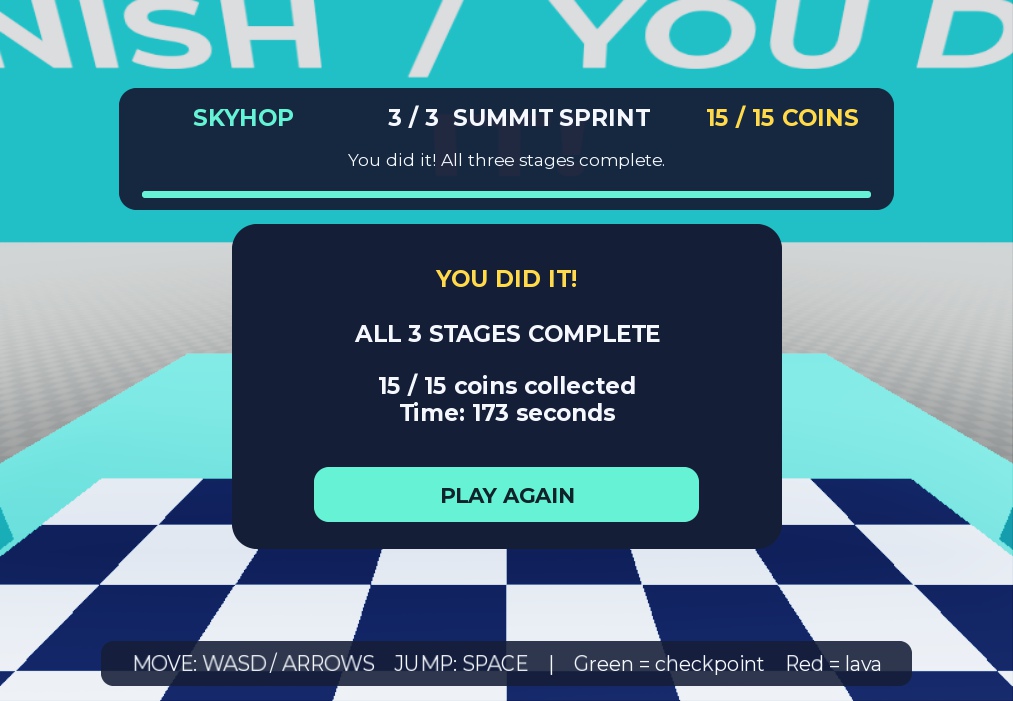 NISH / YOU D
SKYHOP 3 / 3 SUMMIT SPRINT 15 / 15 COINS
You did it! All three stages complete.
YOU DID IT!
ALL 3 STAGES COMPLETE
15 / 15 coins collected
Time: 173 seconds
PLAY AGAIN
MOVE: WASD / ARROWS JUMP: SPACE | Green = checkpoint Red = lava